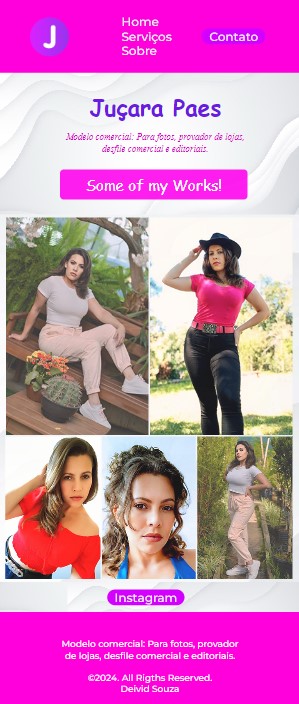 J
Home
Serviços
Sobre
Contato
Juçara Paes
Modelo comercial: Para fotos, provador de lojas,
desfile comercial e editoriais.
Some of my Works!
Instagram
Modelo comercial: Para fotos, provador
de lojas, desfile comercial e editoriais.
©2024. All Rigths Reserved.
Deivid Souza